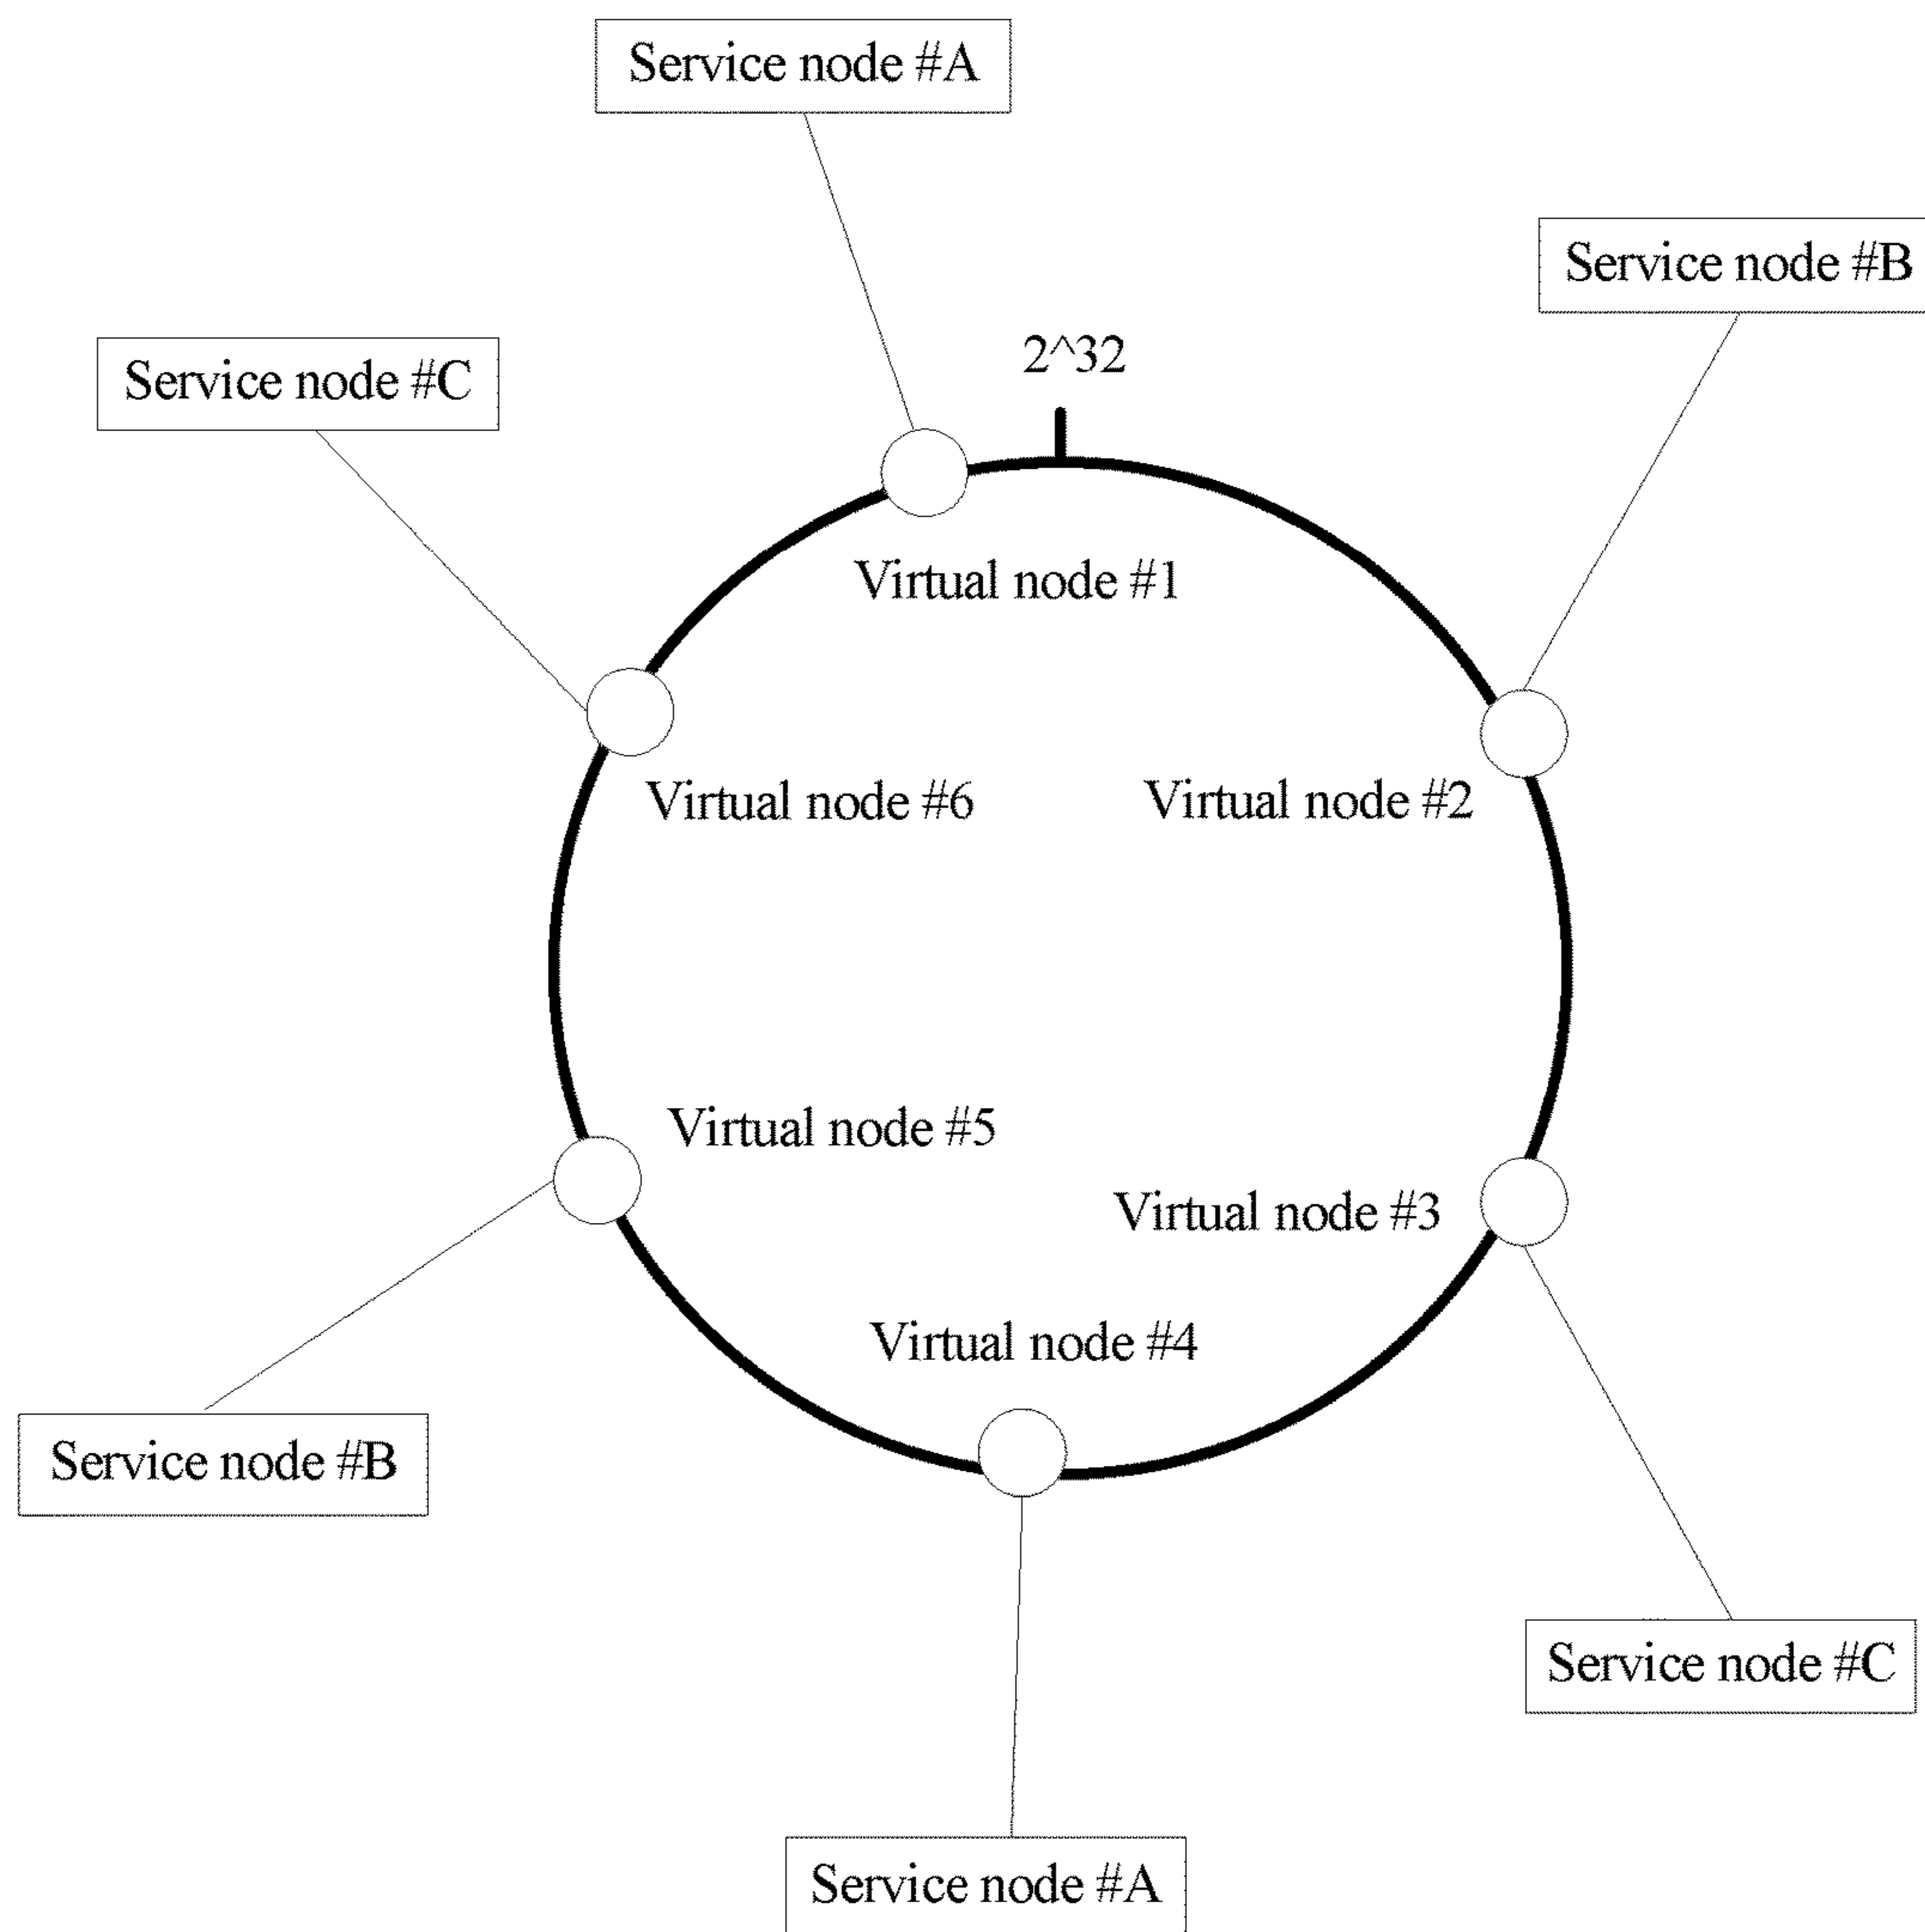 Service node #A
Service node #B
2^32
Service node #C
Virtual node #1
Virtual node #6
Virtual node #2
Virtual node #5
Virtual node #3
Virtual node #4
Service node #B
Service node #C
Service node #A